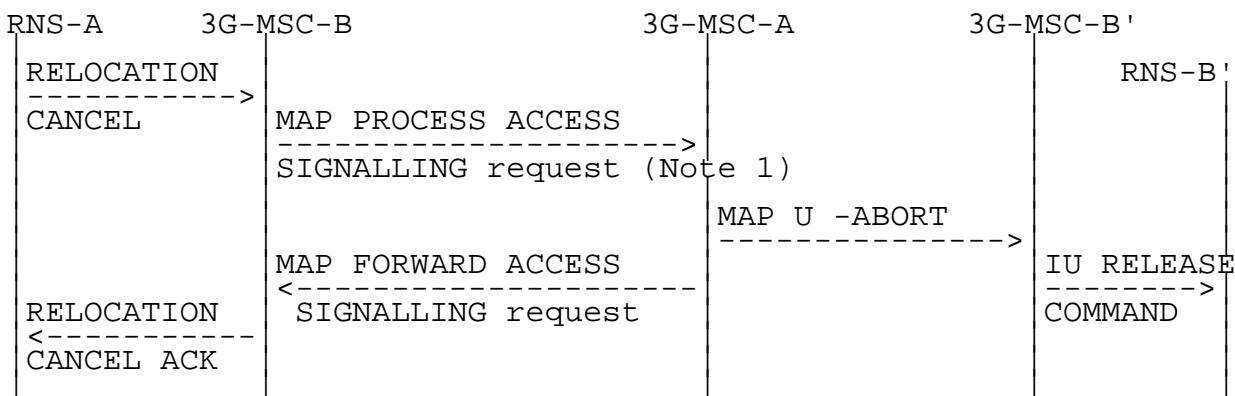 RNS-A 3G-MSC-B 3G-MSC-A 3G-MSC-B'
RELOCATION RNS-B'
CANCEL MAP PROCESS ACCESS
SIGNALLING request (Note 1)
MAP U -ABORT
MAP FORWARD ACCESS IU RELEASE
RELOCATION SIGNALLING request COMMAND
CANCEL ACK